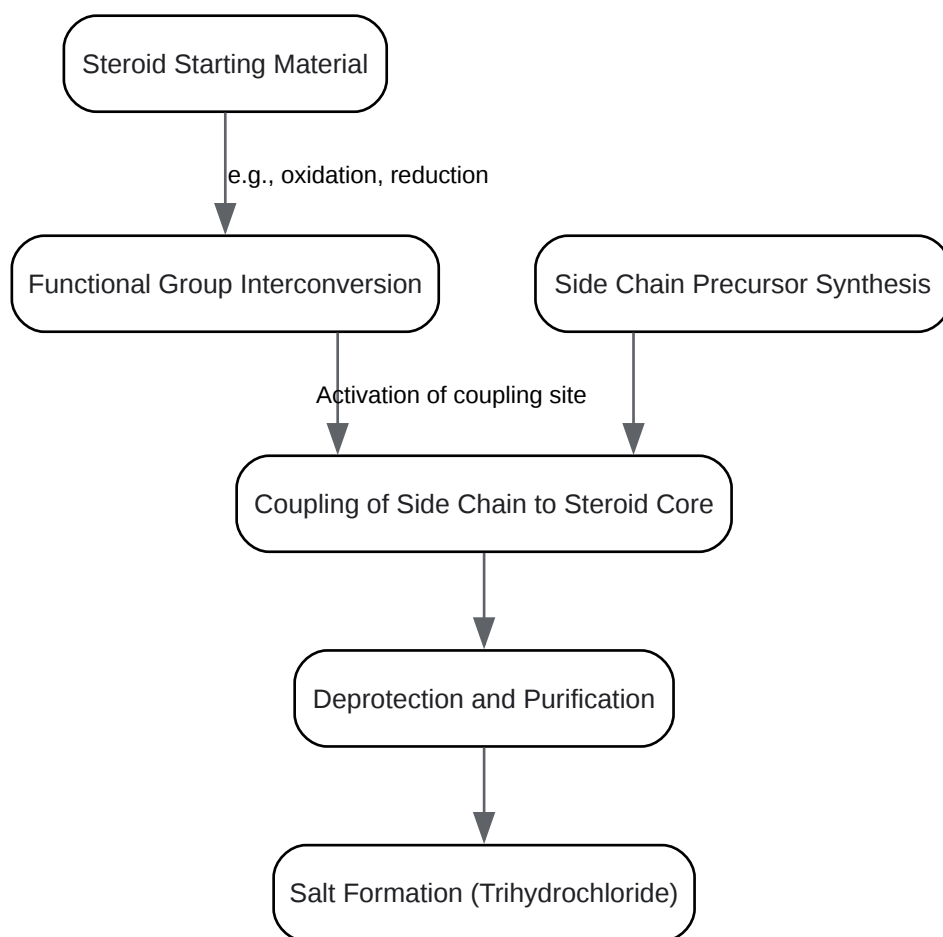 Steroid Starting Material
e.g., oxidation, reduction
Functional Group Interconversion
Side Chain Precursor Synthesis
Activation of coupling site
Coupling of Side Chain to Steroid Core
Deprotection and Purification
Salt Formation (Trihydrochloride)